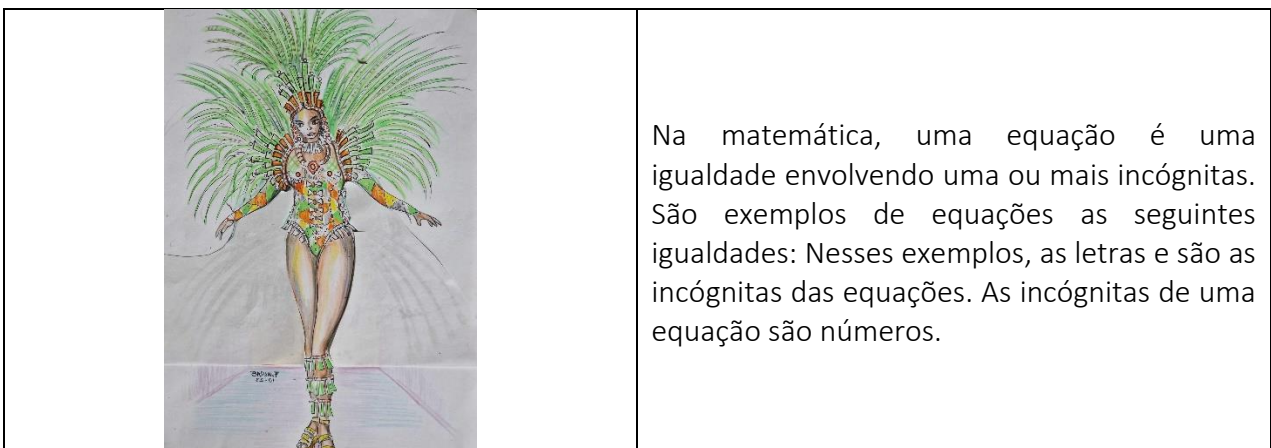 Na matemática, uma equação é uma
igualdade envolvendo uma ou mais incógnitas.
São exemplos de equações as seguintes
igualdades: Nesses exemplos, as letras e são as
incógnitas das equações. As incógnitas de uma
equação são números.